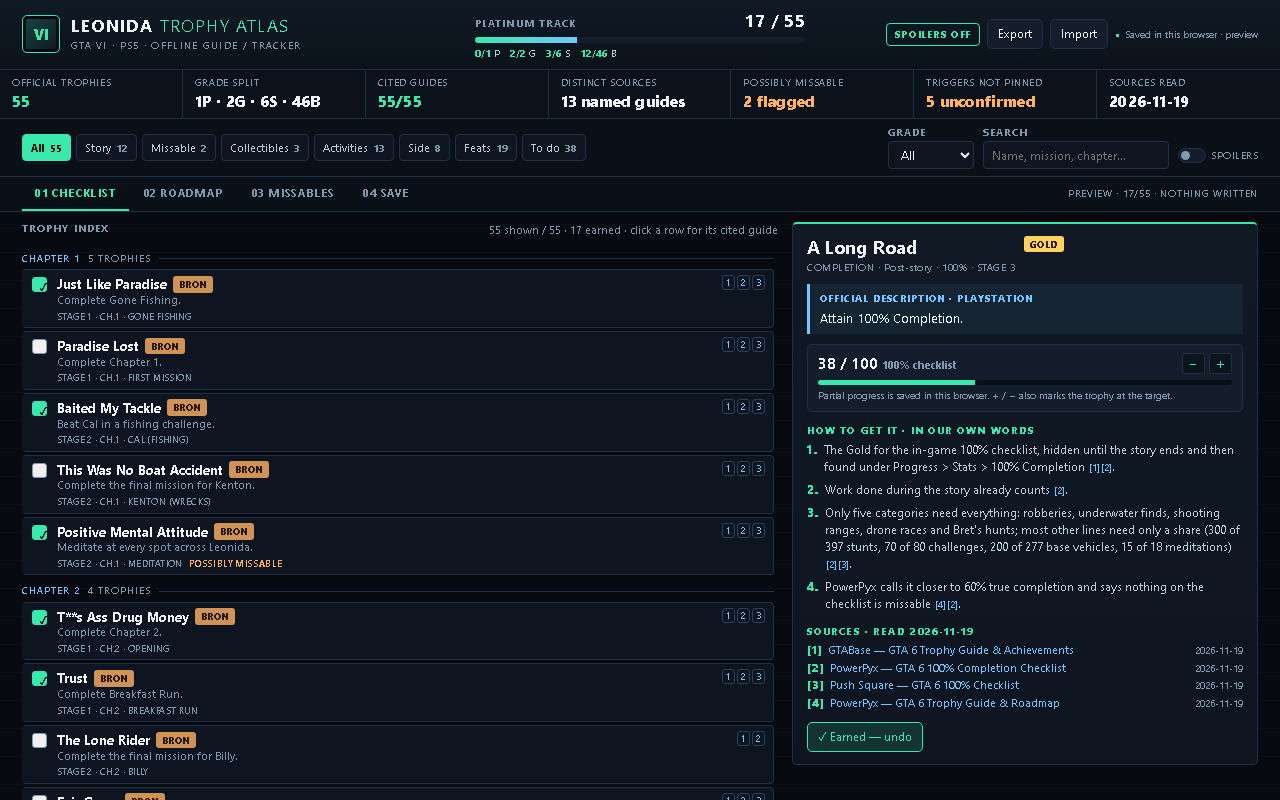 VI
LEONIDA TROPHY ATLAS
GTA VI · PS5 · OFFLINE GUIDE / TRACKER
PLATINUM TRACK
17 / 55
0/1 P 2/2 G 3/6 S 12/46 B
SPOILERS OFF
Export
Import
Saved in this browser · preview
OFFICIAL TROPHIES
55
GRADE SPLIT
1P · 2G · 6S · 46B
CITED GUIDES
55/55
DISTINCT SOURCES
13 named guides
POSSIBLY MISSABLE
2 flagged
TRIGGERS NOT PINNED
5 unconfirmed
SOURCES READ
2026-11-19
All 55
Story 12
Missable 2
Collectibles 3
Activities 13
Side 8
Feats 19
To do 38
GRADE
All
SEARCH
Name, mission, chapter...
SPOILERS
01 CHECKLIST
02 ROADMAP
03 MISSABLES
04 SAVE
PREVIEW · 17/55 · NOTHING WRITTEN
TROPHY INDEX
55 shown / 55 · 17 earned · click a row for its cited guide
CHAPTER 1 5 TROPHIES
Just Like Paradise BRON
1 2 3
Complete Gone Fishing.
STAGE 1 · CH.1 · GONE FISHING
Paradise Lost BRON
1 2 3
Complete Chapter 1.
STAGE 1 · CH.1 · FIRST MISSION
Baited My Tackle BRON
1 2 3
Beat Cal in a fishing challenge.
STAGE 2 · CH.1 · CAL (FISHING)
This Was No Boat Accident BRON
1 2 3
Complete the final mission for Kenton.
STAGE 2 · CH.1 · KENTON (WRECKS)
Positive Mental Attitude BRON
1 2 3
Meditate at every spot across Leonida.
STAGE 2 · CH.1 · MEDITATION POSSIBLY MISSABLE
CHAPTER 2 4 TROPHIES
T**s Ass Drug Money BRON
1 2 3
Complete Chapter 2.
STAGE 1 · CH.2 · OPENING
Trust BRON
1 2 3
Complete Breakfast Run.
STAGE 1 · CH.2 · BREAKFAST RUN
The Lone Rider BRON
1 2
Complete the final mission for Billy.
STAGE 2 · CH.2 · BILLY
A Long Road
GOLD
COMPLETION · Post-story · 100% · STAGE 3
OFFICIAL DESCRIPTION · PLAYSTATION
Attain 100% Completion.
38 / 100 100% checklist
− +
Partial progress is saved in this browser. + / − also marks the trophy at the target.
HOW TO GET IT · IN OUR OWN WORDS
1. The Gold for the in-game 100% checklist, hidden until the story ends and then
found under Progress > Stats > 100% Completion [1][2].
2. Work done during the story already counts [2].
3. Only five categories need everything: robberies, underwater finds, shooting
ranges, drone races and Bret's hunts; most other lines need only a share (300 of
397 stunts, 70 of 80 challenges, 200 of 277 base vehicles, 15 of 18 meditations)
[2][3].
4. PowerPyx calls it closer to 60% true completion and says nothing on the
checklist is missable [4][2].
SOURCES · READ 2026-11-19
[1] GTABase — GTA 6 Trophy Guide & Achievements 2026-11-19
[2] PowerPyx — GTA 6 100% Completion Checklist 2026-11-19
[3] Push Square — GTA 6 100% Checklist 2026-11-19
[4] PowerPyx — GTA 6 Trophy Guide & Roadmap 2026-11-19
✓ Earned — undo